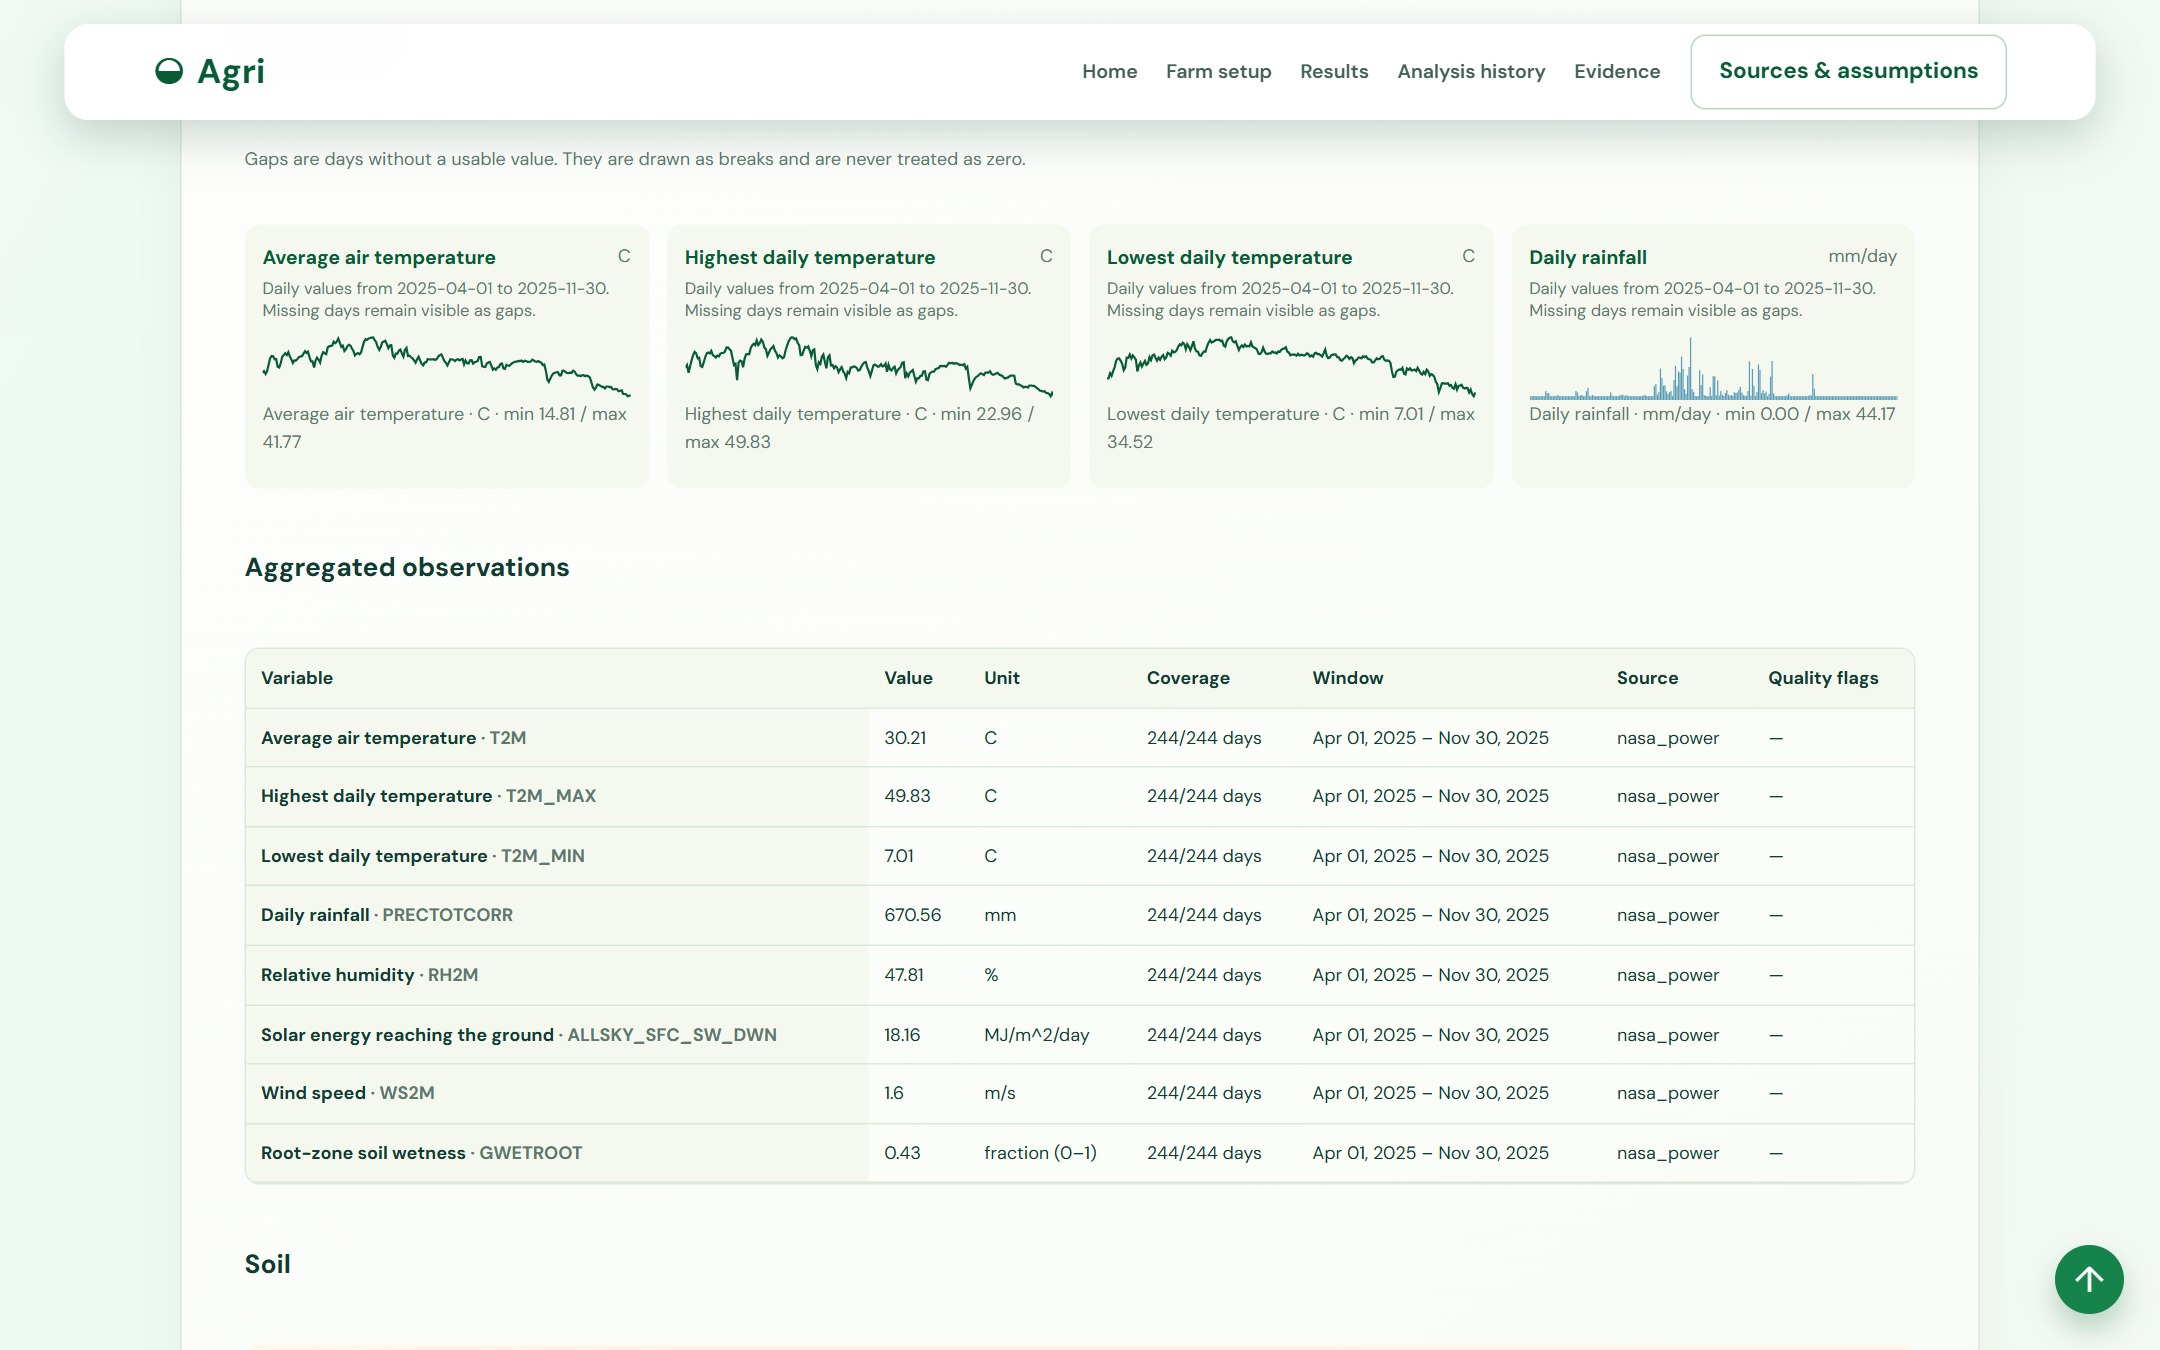 Agri
Home Farm setup Results Analysis history Evidence Sources & assumptions
Gaps are days without a usable value. They are drawn as breaks and are never treated as zero.
Average air temperature C
Daily values from 2025-04-01 to 2025-11-30.
Missing days remain visible as gaps.
Average air temperature · C · min 14.81 / max
41.77
Highest daily temperature C
Daily values from 2025-04-01 to 2025-11-30.
Missing days remain visible as gaps.
Highest daily temperature · C · min 22.96 /
max 49.83
Lowest daily temperature C
Daily values from 2025-04-01 to 2025-11-30.
Missing days remain visible as gaps.
Lowest daily temperature · C · min 7.01 / max
34.52
Daily rainfall mm/day
Daily values from 2025-04-01 to 2025-11-30.
Missing days remain visible as gaps.
Daily rainfall · mm/day · min 0.00 / max 44.17
Aggregated observations
Variable Value Unit Coverage Window Source Quality flags
Average air temperature · T2M 30.21 C 244/244 days Apr 01, 2025 – Nov 30, 2025 nasa_power —
Highest daily temperature · T2M_MAX 49.83 C 244/244 days Apr 01, 2025 – Nov 30, 2025 nasa_power —
Lowest daily temperature · T2M_MIN 7.01 C 244/244 days Apr 01, 2025 – Nov 30, 2025 nasa_power —
Daily rainfall · PRECTOTCORR 670.56 mm 244/244 days Apr 01, 2025 – Nov 30, 2025 nasa_power —
Relative humidity · RH2M 47.81 % 244/244 days Apr 01, 2025 – Nov 30, 2025 nasa_power —
Solar energy reaching the ground · ALLSKY_SFC_SW_DWN 18.16 MJ/m^2/day 244/244 days Apr 01, 2025 – Nov 30, 2025 nasa_power —
Wind speed · WS2M 1.6 m/s 244/244 days Apr 01, 2025 – Nov 30, 2025 nasa_power —
Root-zone soil wetness · GWETROOT 0.43 fraction (0–1) 244/244 days Apr 01, 2025 – Nov 30, 2025 nasa_power —
Soil